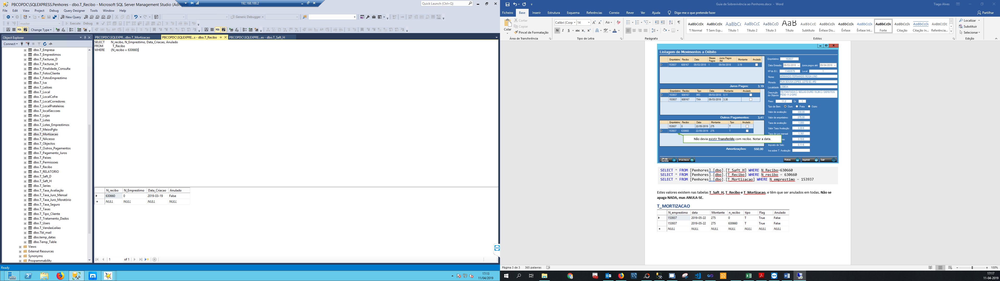 PBCOPDC\SQLEXPRESS.Penhores - dbo.T_Recibo - Microsoft SQL Server Management Studio
192.168.100.2
Quick Launch (Ctrl+Q)
File Edit View Project Debug Query Designer Tools Window Help
New Query
Generic Debugger
master
Execute Debug
SQL Change Type
SQL
Object Explorer
Connect
dbo.T_Empresa
dbo.T_Emprestimos
dbo.T_Facturas_D
dbo.T_Facturas_H
dbo.T_Finalidade_Consulta
dbo.T_FotosCliente
dbo.T_FotosEmprestimo
dbo.T_Iva
dbo.T_Leiloes
dbo.T_Local
dbo.T_LocalCofre
dbo.T_LocalCorredores
dbo.T_LocalPrateleiras
dbo.T_localSeccoes
dbo.T_Lojas
dbo.T_Lotes
dbo.T_Lotes_Emprestimos
dbo.T_MeiosPgto
dbo.T_Mortizacao
dbo.T_NAcesso
dbo.T_Objectos
dbo.T_Outros_Pagamentos
dbo.T_Pagamento_Juros
dbo.T_Paises
dbo.T_Permissoes
dbo.T_Recibo
dbo.T_RELATORIO
dbo.T_Saft_D
dbo.T_Saft_H
dbo.T_Series
dbo.T_Taxa_Avaliação
dbo.T_Taxa_Juro_Mensal
dbo.T_Taxa_Juro_Moratório
dbo.T_Taxa_Seguro
dbo.T_Taxas
dbo.T_Tipo_Cliente
dbo.T_Tratamento_Dados
dbo.T_Users
dbo.T_VendasLeilao
dbo.Tbl_mail
dbo.temp_datas
dbo.Temp_Table
Views
External Resources
Synonyms
Programmability
PBCOPDC\SQLEXPR...dbo.T_Mortizacao
PBCOPDC\SQLEXPRE...s - dbo.T_Recibo
PBCOPDC\SQLEXPRE...es - dbo.T_Saft_H
SELECT N_recibo, N_Emprestimo, Data_Criacao, Anulado
FROM T_Recibo
WHERE (N_recibo = 630660)
N_recibo N_Emprestimo Data_Criacao Anulado
630660 0 2019-03-19 False
NULL NULL NULL NULL
1 of 1
Ready
17:13
11/04/2019
Guia de Sobrevivência ao Penhores.docx - Word
Tiago Alves
Ficheiro Base Inserir Estrutura Esquema Referências Correio Rever Ver Ajuda Diga-me o que pretende fazer
Partilhar
Colar
Cortar
Copiar
Pincel de Formatação
Área de Transferência
Calibri (Corp 14
N I S abc
Tipo de Letra
Parágrafo
AaBbCcDc ¶ Normal
AaBbCcDc ¶ Sem Esp...
AaBbCc Título 1
AaBbCcC Título 2
AaBbCcD Título 3
AaB Título
AaBbCcD Subtítulo
AaBbCcDc Ênfase Dis...
AaBbCcDc Ênfase
AaBbCcDc Ênfase Int...
AaBbCcDc Forte
AaBbCcDc Citação
AaBbCcDc Citação In...
AABBCCDC Referência...
Estilos
Localizar
Substituir
Selecionar
Edição
Listagem de Movimentos a Débito
Empréstimo Recibo Data Meses Pagos Juros Pagos Até Montante Anulado
153937 608167 09/03/2018 1 09/04/2018 3,19
Juros Pagos: 3,19
Empréstimo Recibo Tipo Data Montante Anulado
153937 608167 IMS 09/03/2018 0,11
153937 608167 TXA 09/03/2018 3.30
Outros Pagamentos: 3,41
Empréstimo Recibo Data Montante Tipo Anulado
153937 0 22/05/2019 275 T
153937 630660 22/05/2019 275 T
Não devia existir Transferido com recibo. Notar a data.
Amortizações: 550,00
Empréstimo: 153937
Data Emissão: 09/03/2018 Juros pagos até: 09/04/2018
Nº do B.I.: 11493579 Local: 1
Nome: ARMANDO FERNANDO ROSA LINO
Morada: RUA SOUSA LOPES, LOTE 63, 4ºD
Localidade: LISBOA
Descrição do Objecto: FIO FANTASIA C/ BOLAS OURO 19.2K C/ DEFEITOS
PESO 11.2 GRS
Peso: 11,2 Gr. 1
Tipo de Bem: Ouro Prata Outro
Valor de avaliação: 330,00
Valor de empréstimo: 275,00
Taxa de avaliação: 1,000
Valor Taxa Avaliação: 3,30 €
Taxa de juro mensal: 1,161
3,19 €
Imposto de Selo: 0,11 €
Iva sobre T. Avaliação:
2ª via Cautela
2ª via Fatura
Fotos Imprimir Sair
SELECT * FROM [Penhores].[dbo].[T_Saft_H] WHERE N_Recibo=630660
SELECT * FROM [Penhores].[dbo].[T_Recibo] WHERE N_recibo = 630660
SELECT * FROM [Penhores].[dbo].[T_Mortizacao] WHERE N_emprestimo = 153937
Estes valores existem nas tabelas T_Saft_H, T_Recibo e T_Mortizacao, e têm que ser anulados em todas. Não se
apaga NADA, mas ANULA-SE.
T_MORTIZACAO
N_emprestimo data Montante n_recibo tipo Flag Anulado
153937 2019-05-22 275 0 T True False
153937 2019-05-22 275 630660 T True False
NULL NULL NULL NULL NULL NULL NULL
Página 3 de 3 365 palavras
100%
17:17
11-04-2019